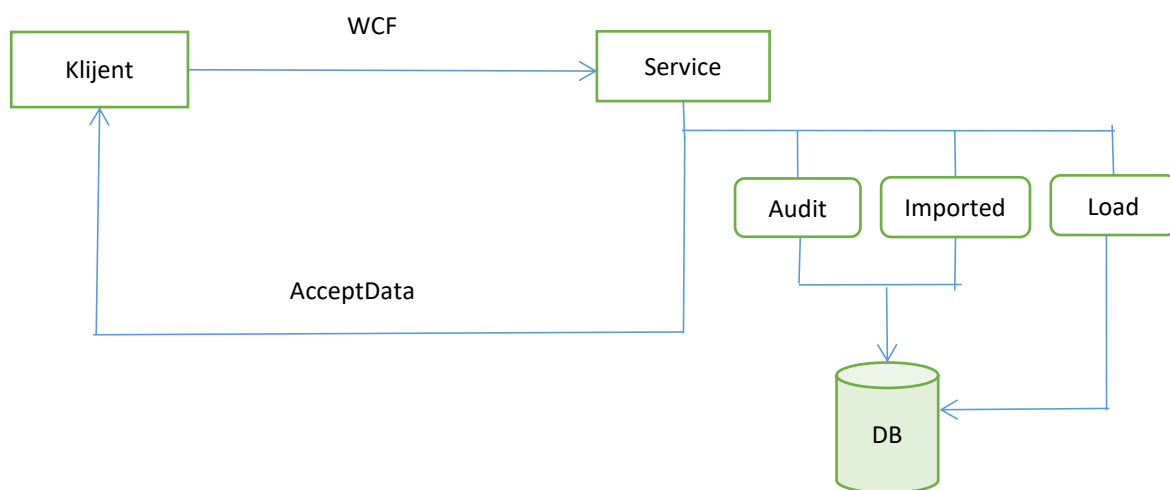 WCF
Klijent
Service
Audit
Imported
Load
AcceptData
DB